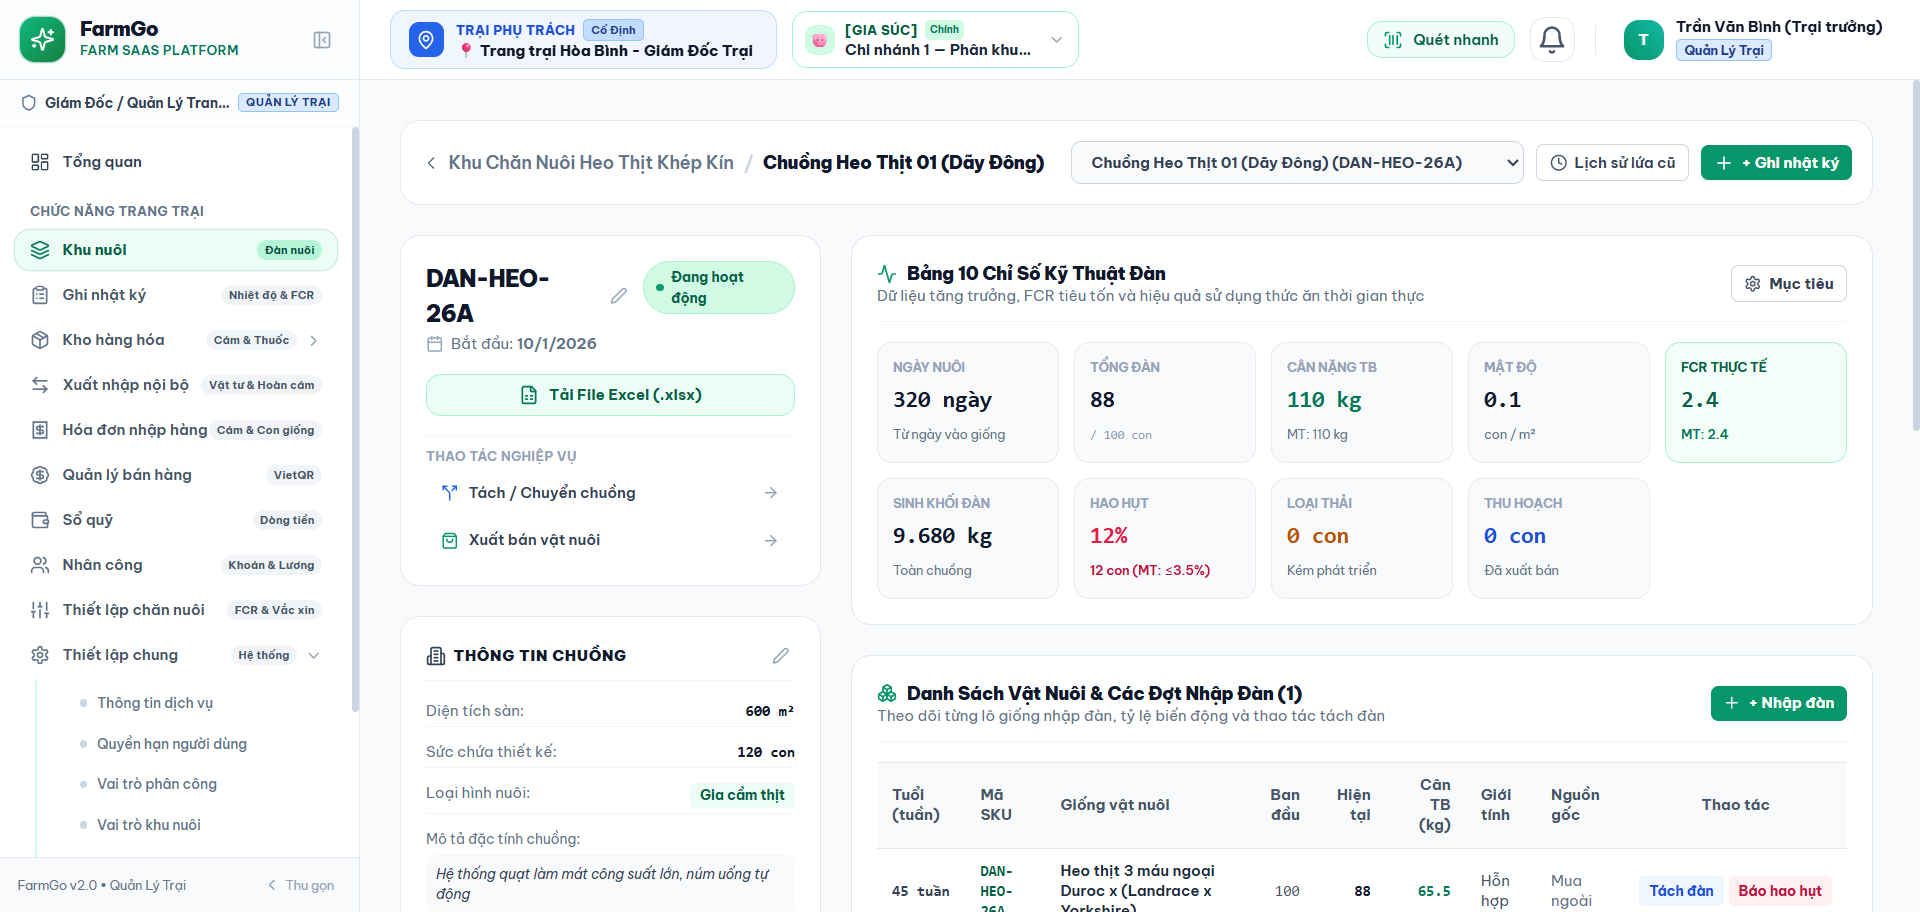 FarmGo
FARM SAAS PLATFORM
TRẠI PHỤ TRÁCH Cố Định
📍 Trang trại Hòa Bình - Giám Đốc Trại
[GIA SÚC] Chính
Chi nhánh 1 — Phân khu...
Quét nhanh
T
Trần Văn Bình (Trại trưởng)
Quản Lý Trại
Giám Đốc / Quản Lý Tran... QUẢN LÝ TRẠI
Tổng quan
CHỨC NĂNG TRANG TRẠI
Khu nuôi Đàn nuôi
Ghi nhật ký Nhiệt độ & FCR
Kho hàng hóa Cám & Thuốc
Xuất nhập nội bộ Vật tư & Hoàn cám
Hóa đơn nhập hàng Cám & Con giống
Quản lý bán hàng VietQR
Sổ quỹ Dòng tiền
Nhân công Khoán & Lương
Thiết lập chăn nuôi FCR & Vắc xin
Thiết lập chung Hệ thống
Thông tin dịch vụ
Quyền hạn người dùng
Vai trò phân công
Vai trò khu nuôi
FarmGo v2.0 • Quản Lý Trại Thu gọn
Khu Chăn Nuôi Heo Thịt Khép Kín / Chuồng Heo Thịt 01 (Dãy Đông)
Chuồng Heo Thịt 01 (Dãy Đông) (DAN-HEO-26A)
Lịch sử lứa cũ
+ Ghi nhật ký
DAN-HEO-
26A
Đang hoạt
động
Bắt đầu: 10/1/2026
Tải File Excel (.xlsx)
THAO TÁC NGHIỆP VỤ
Tách / Chuyển chuồng
Xuất bán vật nuôi
THÔNG TIN CHUỒNG
Diện tích sàn: 600 m²
Sức chứa thiết kế: 120 con
Loại hình nuôi: Gia cầm thịt
Mô tả đặc tính chuồng:
Hệ thống quạt làm mát công suất lớn, núm uống tự
động
Bảng 10 Chỉ Số Kỹ Thuật Đàn
Dữ liệu tăng trưởng, FCR tiêu tốn và hiệu quả sử dụng thức ăn thời gian thực
Mục tiêu
NGÀY NUÔI
320 ngày
Từ ngày vào giống
TỔNG ĐÀN
88
/ 100 con
CÂN NẶNG TB
110 kg
MT: 110 kg
MẬT ĐỘ
0.1
con / m²
FCR THỰC TẾ
2.4
MT: 2.4
SINH KHỐI ĐÀN
9.680 kg
Toàn chuồng
HAO HỤT
12%
12 con (MT: ≤3.5%)
LOẠI THẢI
0 con
Kém phát triển
THU HOẠCH
0 con
Đã xuất bán
Danh Sách Vật Nuôi & Các Đợt Nhập Đàn (1)
Theo dõi từng lô giống nhập đàn, tỷ lệ biến động và thao tác tách đàn
+ Nhập đàn
Tuổi
(tuần)
Mã
SKU
Giống vật nuôi
Ban
đầu
Hiện
tại
Cân
TB
(kg)
Giới
tính
Nguồn
gốc
Thao tác
45 tuần
DAN-
HEO-
26A
Heo thịt 3 máu ngoại
Duroc x (Landrace x
Yorkshire)
100
88
65.5
Hỗn
hợp
Mua
ngoài
Tách đàn
Báo hao hụt